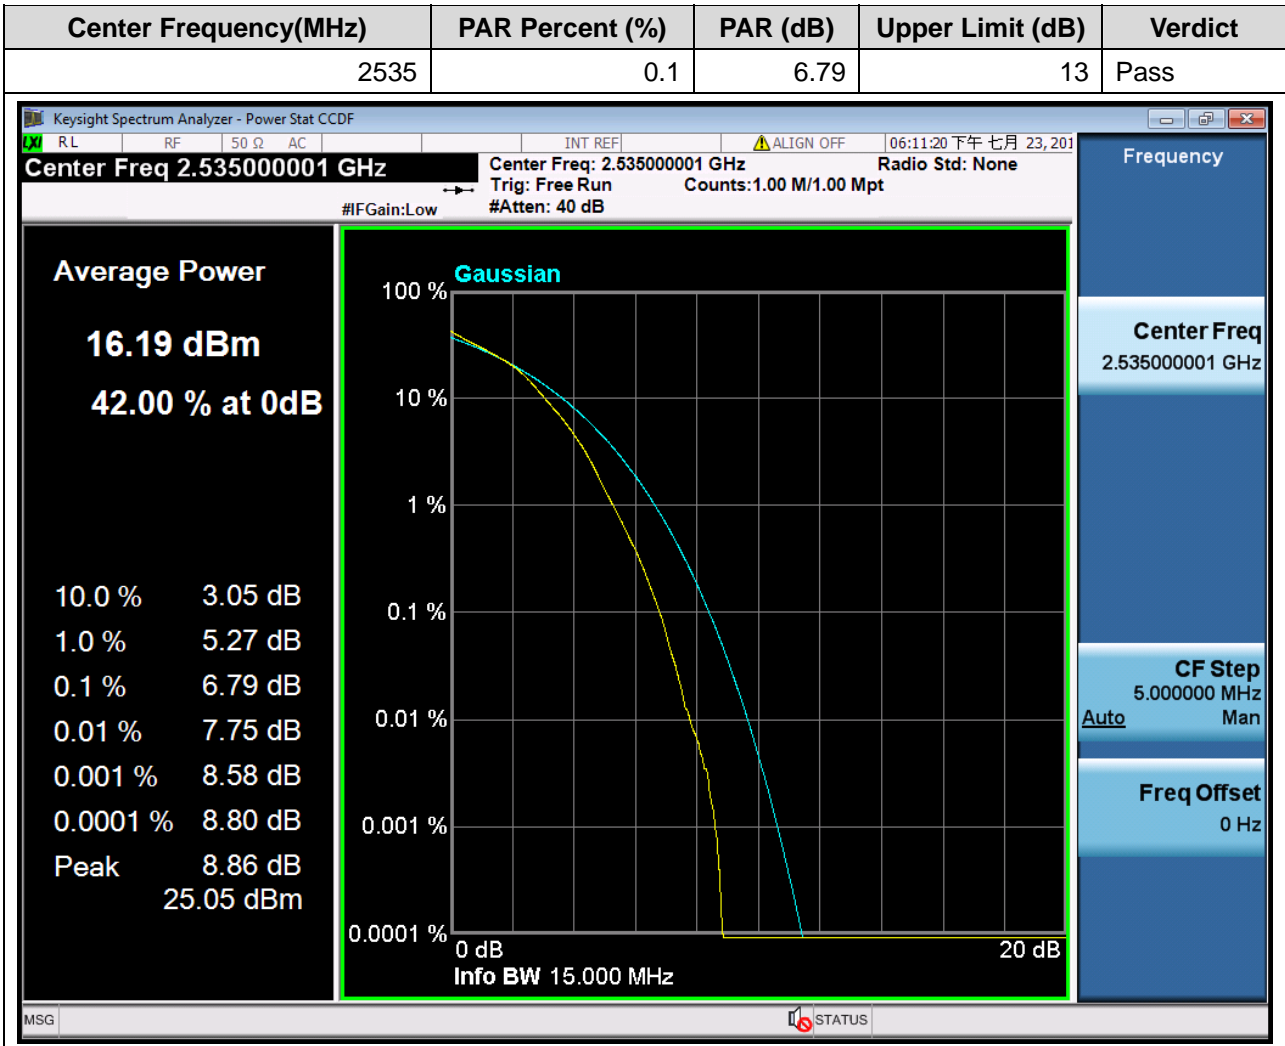 Center Frequency(MHz) PAR Percent (%) PAR (dB) Upper Limit (dB) Verdict
2535 0.1 6.79 13 Pass
Keysight Spectrum Analyzer - Power Stat CCDF
LXI RL RF 50 Ω AC INT REF ALIGN OFF 06:11:20 下午 七月 23, 201
Center Freq 2.535000001 GHz
#IFGain:Low
Center Freq: 2.535000001 GHz Radio Std: None
Trig: Free Run Counts:1.00 M/1.00 Mpt
#Atten: 40 dB
Average Power
16.19 dBm
42.00 % at 0dB
10.0 % 3.05 dB
1.0 % 5.27 dB
0.1 % 6.79 dB
0.01 % 7.75 dB
0.001 % 8.58 dB
0.0001 % 8.80 dB
Peak 8.86 dB
25.05 dBm
Gaussian
100 %
10 %
1 %
0.1 %
0.01 %
0.001 %
0.0001 %
0 dB 20 dB
Info BW 15.000 MHz
Frequency
Center Freq
2.535000001 GHz
CF Step
5.000000 MHz
Auto Man
Freq Offset
0 Hz
MSG STATUS